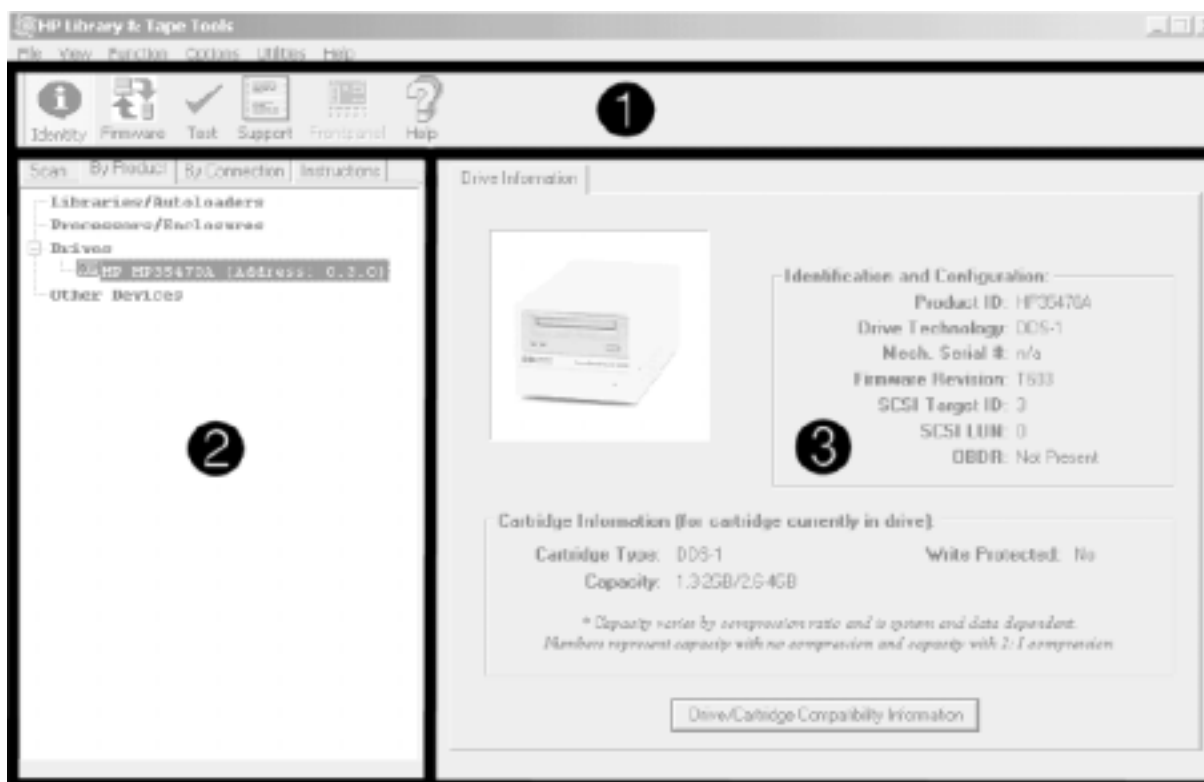 HP Library & Tape Tools
File View Function Options Utilities Help
1
Identity Firmware Test Support Frontpanel Help
Scan By Product By Connection Instructions
Libraries/Autoloaders
Processors/Enclosures
Drives
HP HP35470A (Address: 0.3.0)
Other Devices
2
Drive Information
Identification and Configuration:
Product ID: HP35470A
Drive Technology: DDS-1
Mech. Serial #: n/a
Firmware Revision:
SCSI Target ID: 3
3
SCSI LUN: 0
OBDR: Not Present
Cartridge Information (for cartridge currently in drive):
Cartridge Type: DDS-1
Write Protected: No
Capacity: 1.3-2GB/2.6-4GB
* Capacity varies by compression ratio and is system and data dependent.
Numbers represent capacity with no compression and capacity with 2:1 compression
Drive/Cartridge Compatibility Information